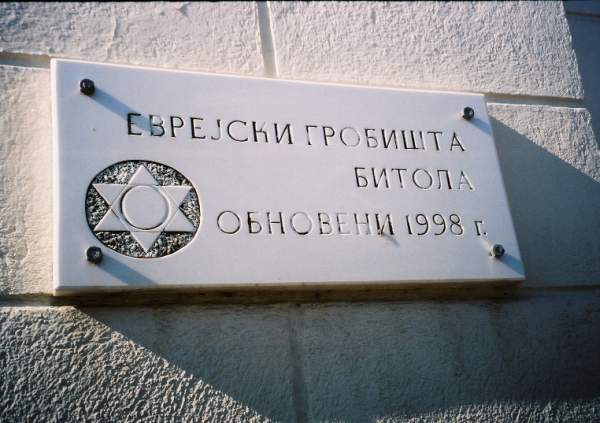 ЕВРЕЈСКИ ГРОБИШТА
БИТОЛА
ОБНОВЕНИ 1998 г.